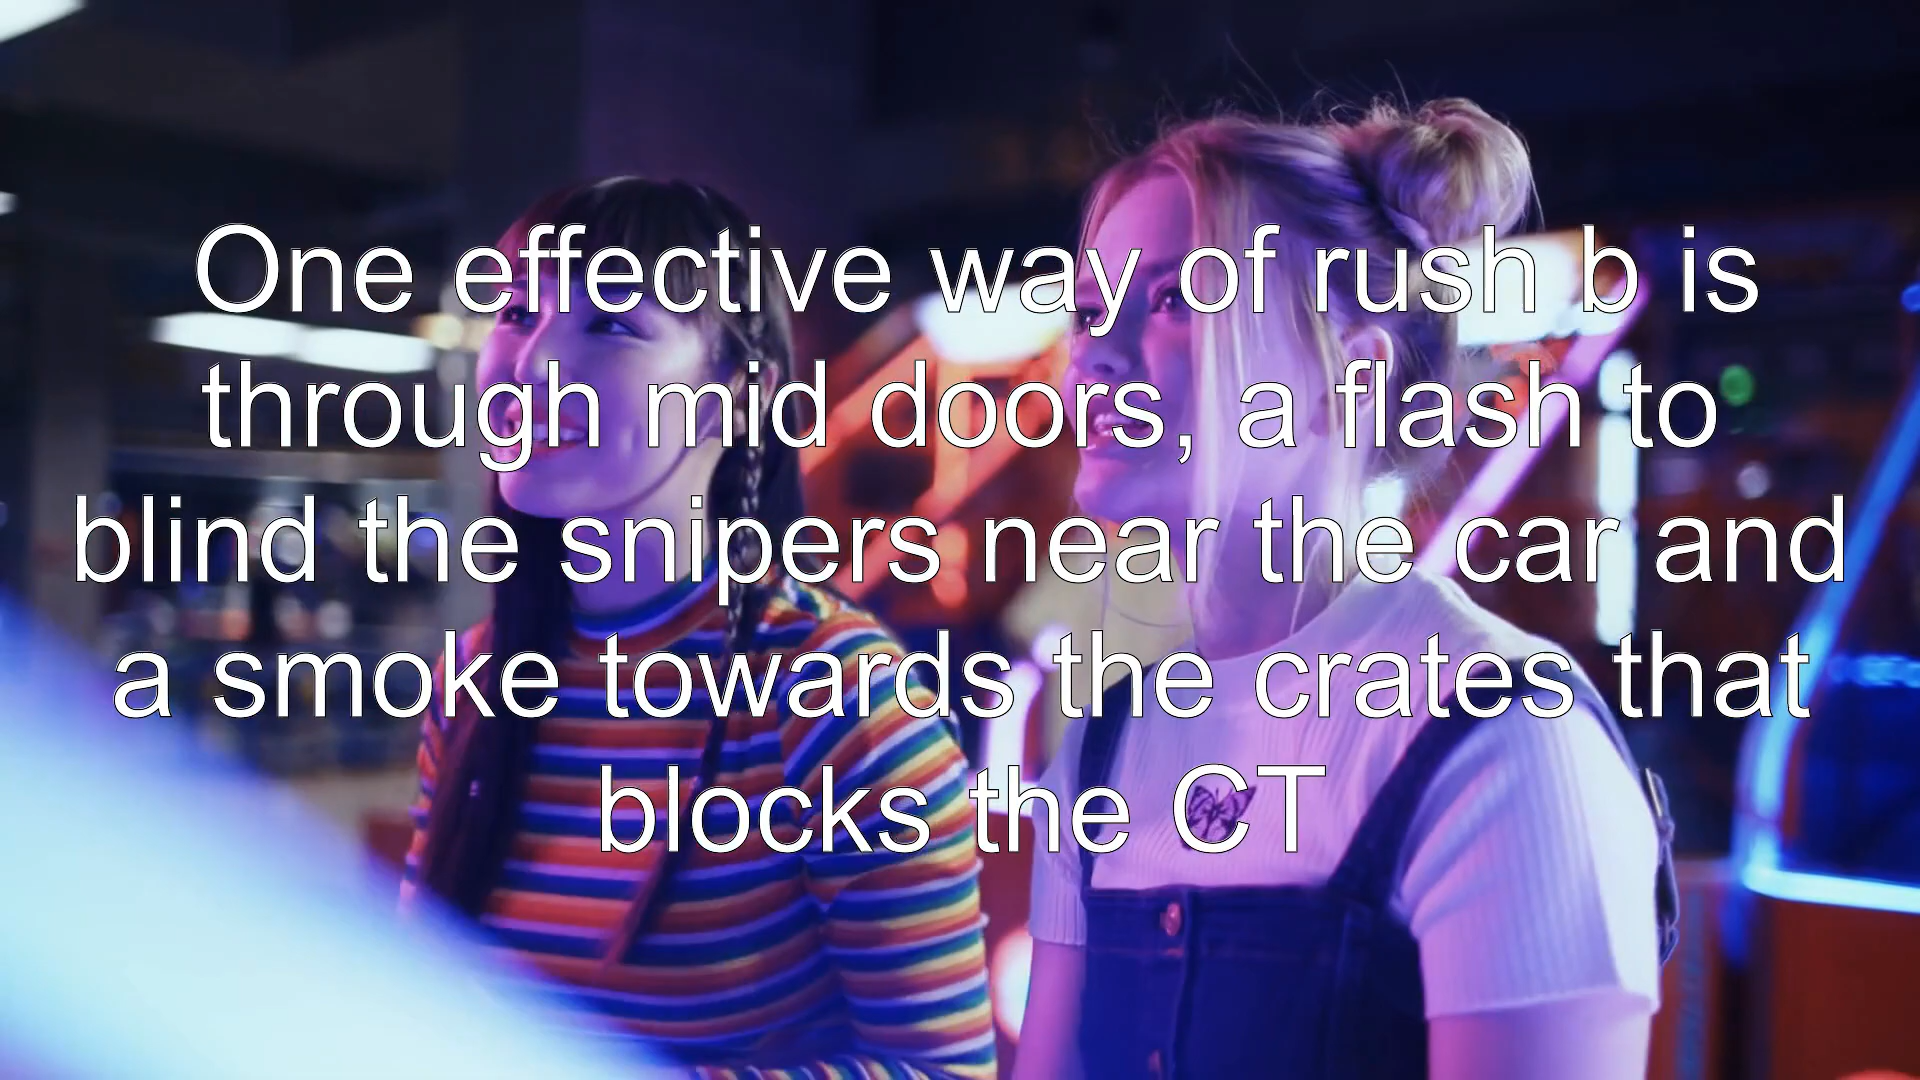 One effective way of rush b is
through mid doors, a flash to
blind the snipers near the car and
a smoke towards the crates that
blocks the CT